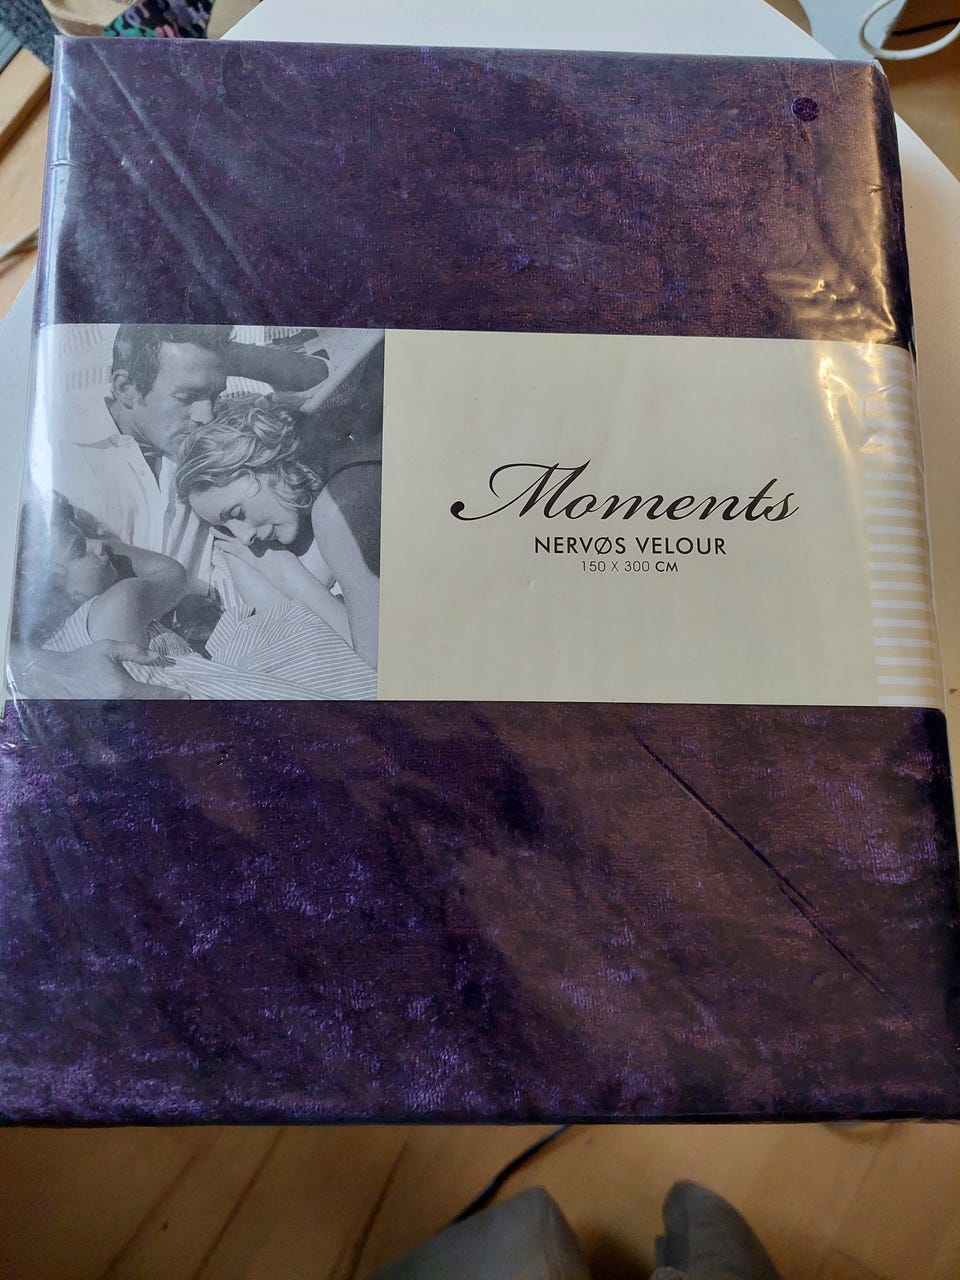 Moments
NERVØS VELOUR
150 X 300 CM